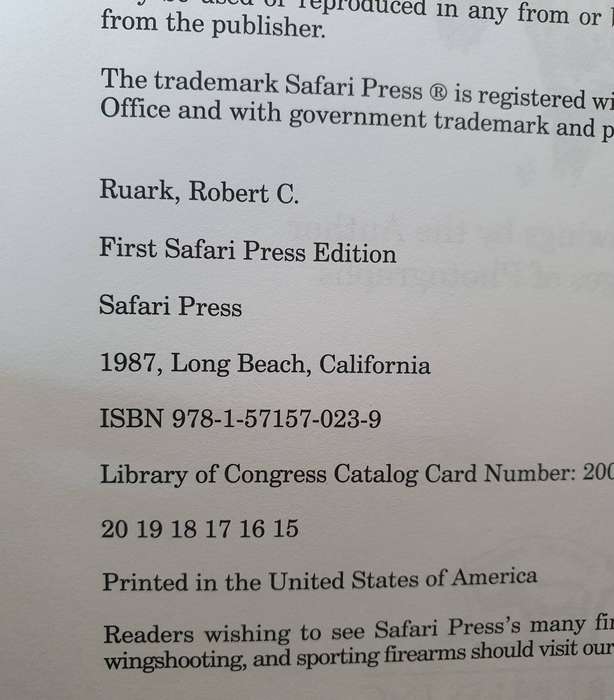 be used or reproduced in any from or
from the publisher.
The trademark Safari Press ® is registered wi
Office and with government trademark and p
Ruark, Robert C.
First Safari Press Edition
Safari Press
1987, Long Beach, California
ISBN 978-1-57157-023-9
Library of Congress Catalog Card Number: 200
20 19 18 17 16 15
Printed in the United States of America
Readers wishing to see Safari Press's many fi
wingshooting, and sporting firearms should visit our